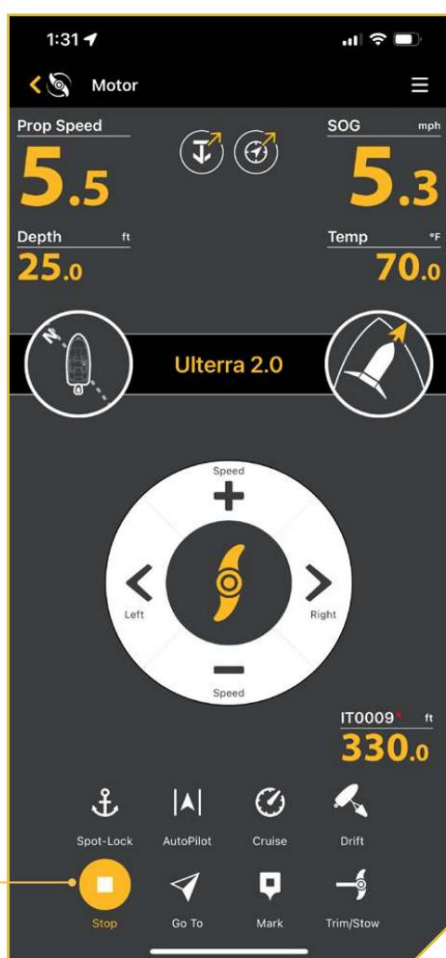 1:31
Motor
Prop Speed
5.5
SOG mph
5.3
Depth ft
25.0
Temp °F
70.0
N
Ulterra 2.0
Speed
+
Left
Right
−
Speed
IT0009* ft
330.0
Spot-Lock AutoPilot Cruise Drift
Stop Go To Mark Trim/Stow